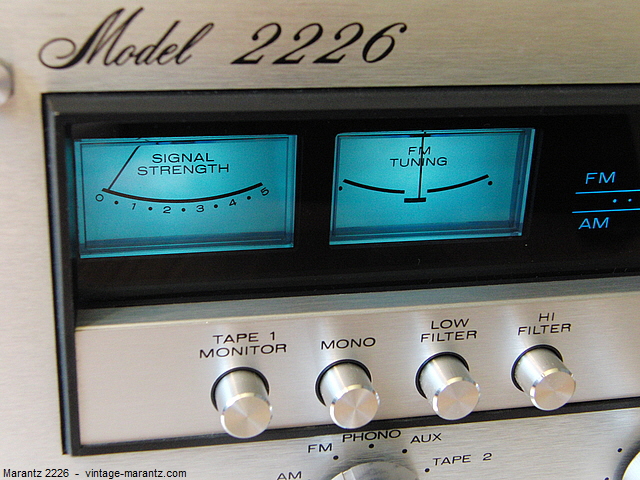 Model 2226
SIGNAL
STRENGTH
0 1 2 3 4 5
FM
TUNING
FM
AM
TAPE 1
MONITOR
MONO
LOW
FILTER
HI
FILTER
AM FM PHONO AUX TAPE 2
Marantz 2226 - vintage-marantz.com